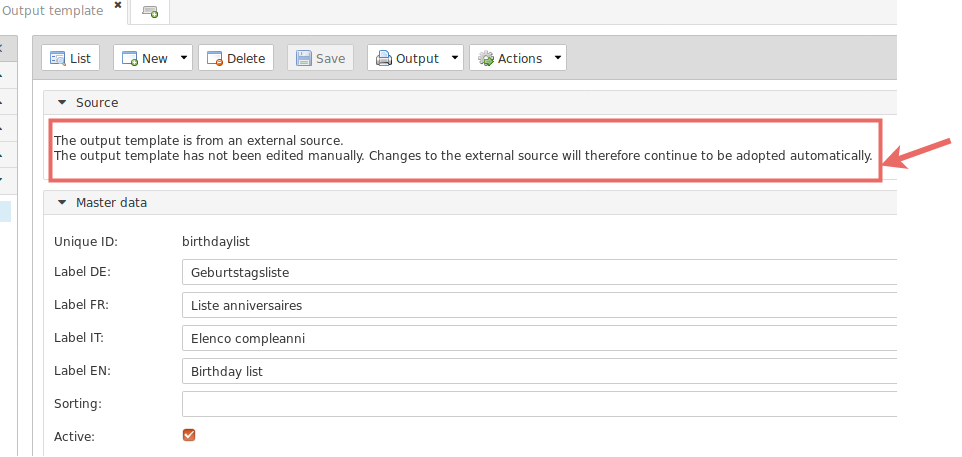 Output template
List
New
Delete
Save
Output
Actions
Source
The output template is from an external source.
The output template has not been edited manually. Changes to the external source will therefore continue to be adopted automatically.
Master data
Unique ID: birthdaylist
Label DE: Geburtstagsliste
Label FR: Liste anniversaires
Label IT: Elenco compleanni
Label EN: Birthday list
Sorting:
Active: